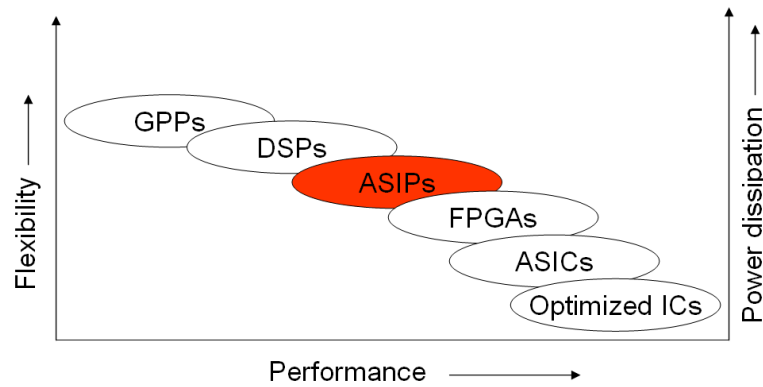 GPPs
DSPs
ASIPs
FPGAs
ASICs
Optimized ICs
Flexibility
Power dissipation
Performance